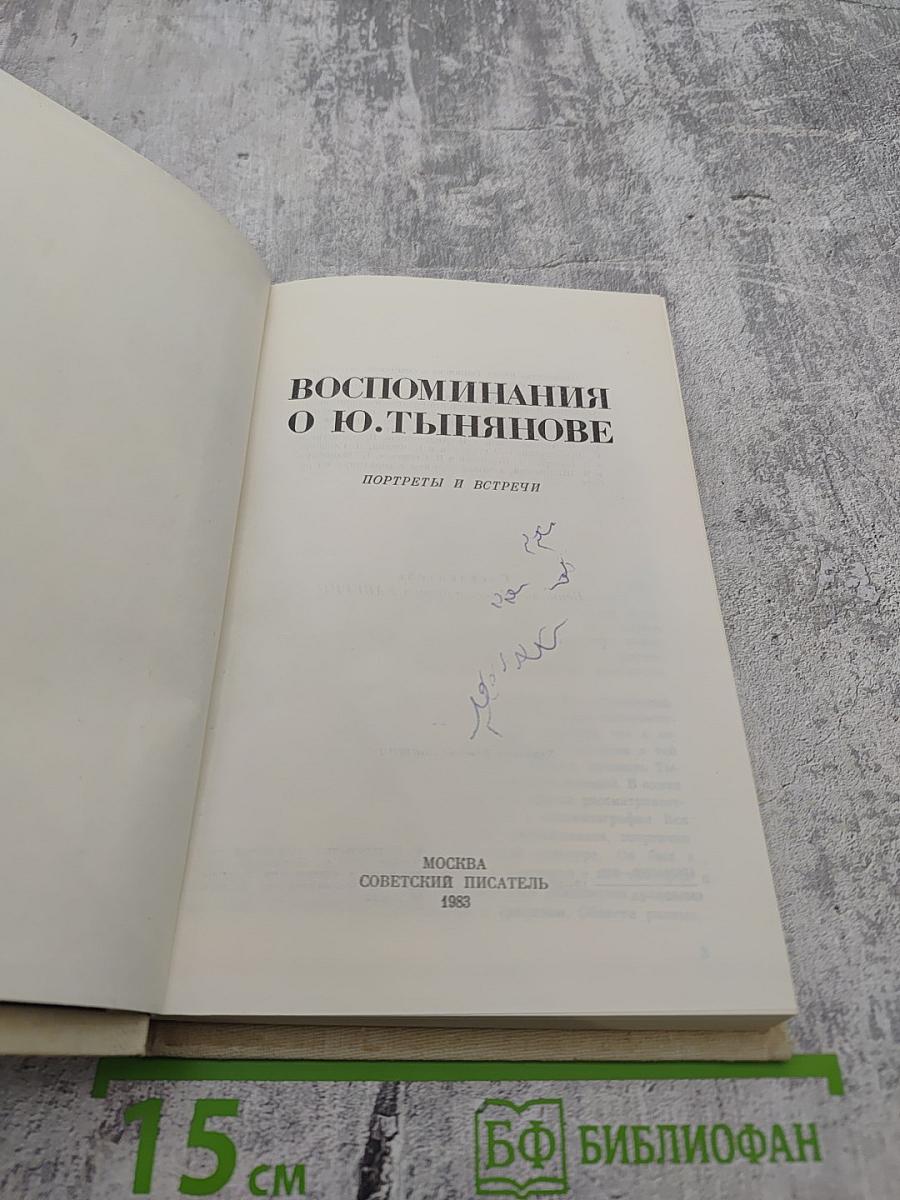 ВОСПОМИНАНИЯ
О Ю. ТЫНЯНОВЕ
ПОРТРЕТЫ И ВСТРЕЧИ
МОСКВА
СОВЕТСКИЙ ПИСАТЕЛЬ
1983
15 см
БФ БИБЛИОФАН